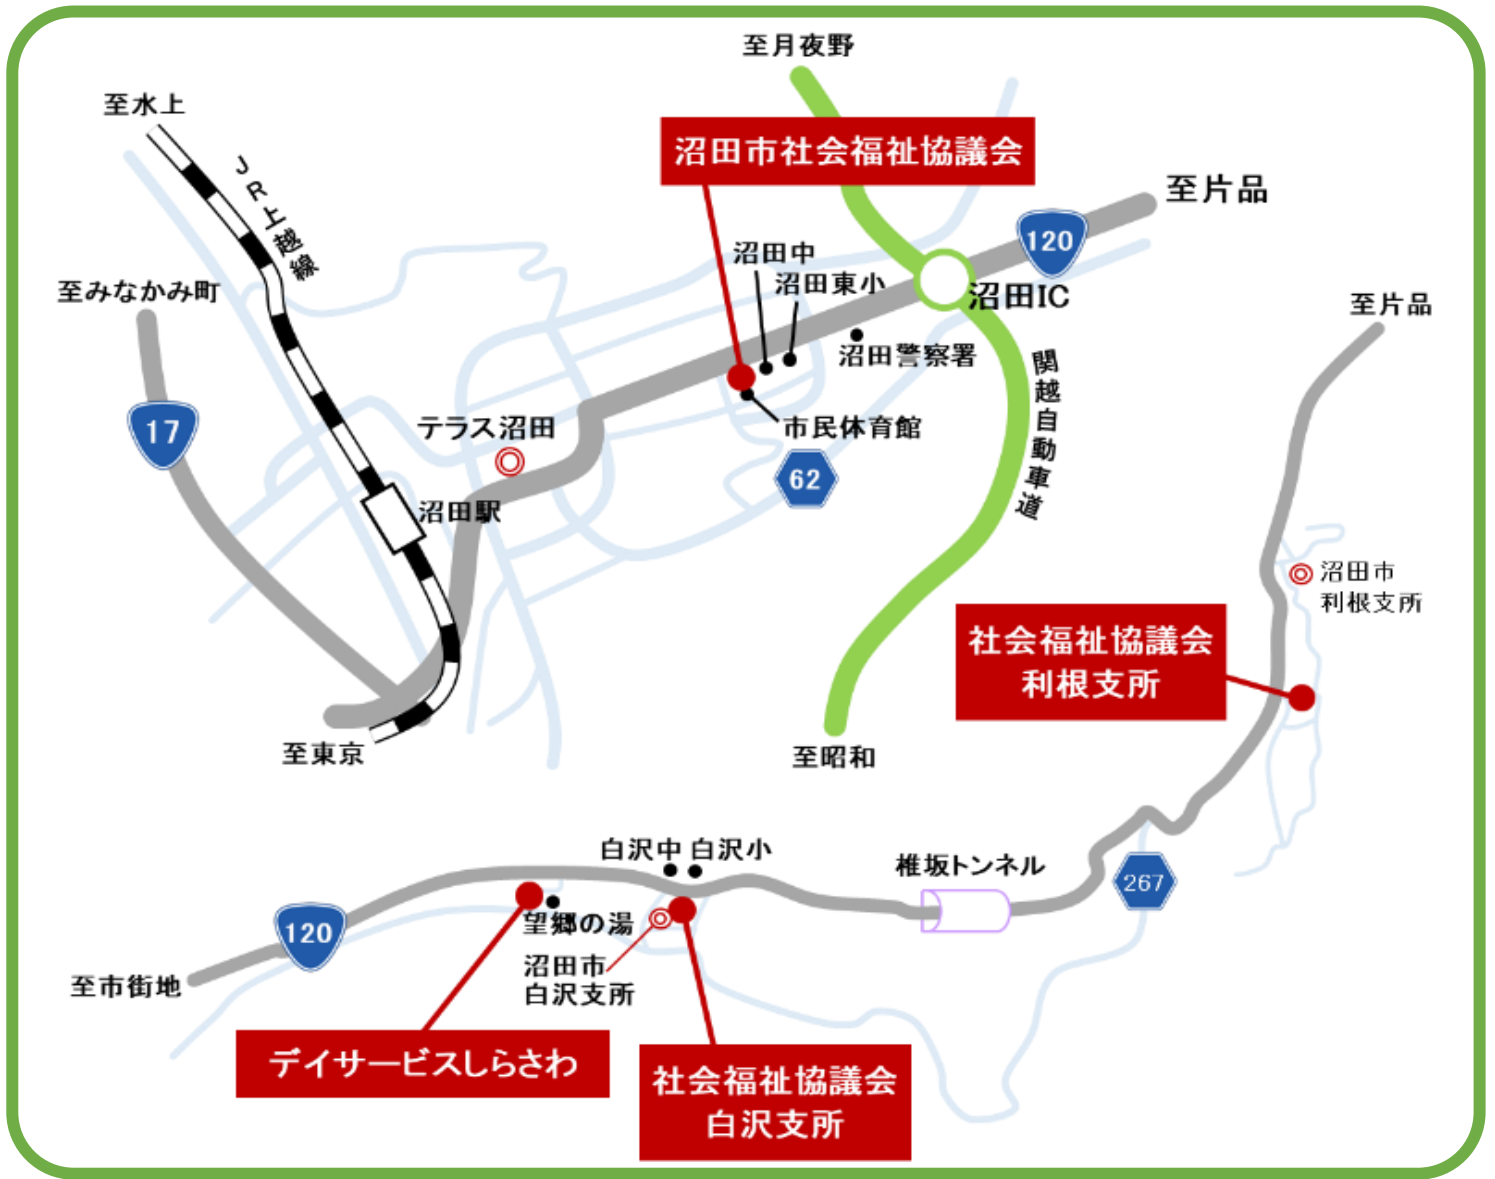 至月夜野
至水上
JR上越線
沼田市社会福祉協議会
至片品
120
沼田中
沼田東小
至みなかみ町
沼田IC
至片品
沼田警察署
関越自動車道
17
テラス沼田
市民体育館
62
沼田駅
沼田市
利根支所
社会福祉協議会
利根支所
至東京
至昭和
白沢中
白沢小
椎坂トンネル
267
120
望郷の湯
沼田市
白沢支所
至市街地
デイサービスしらさわ
社会福祉協議会
白沢支所